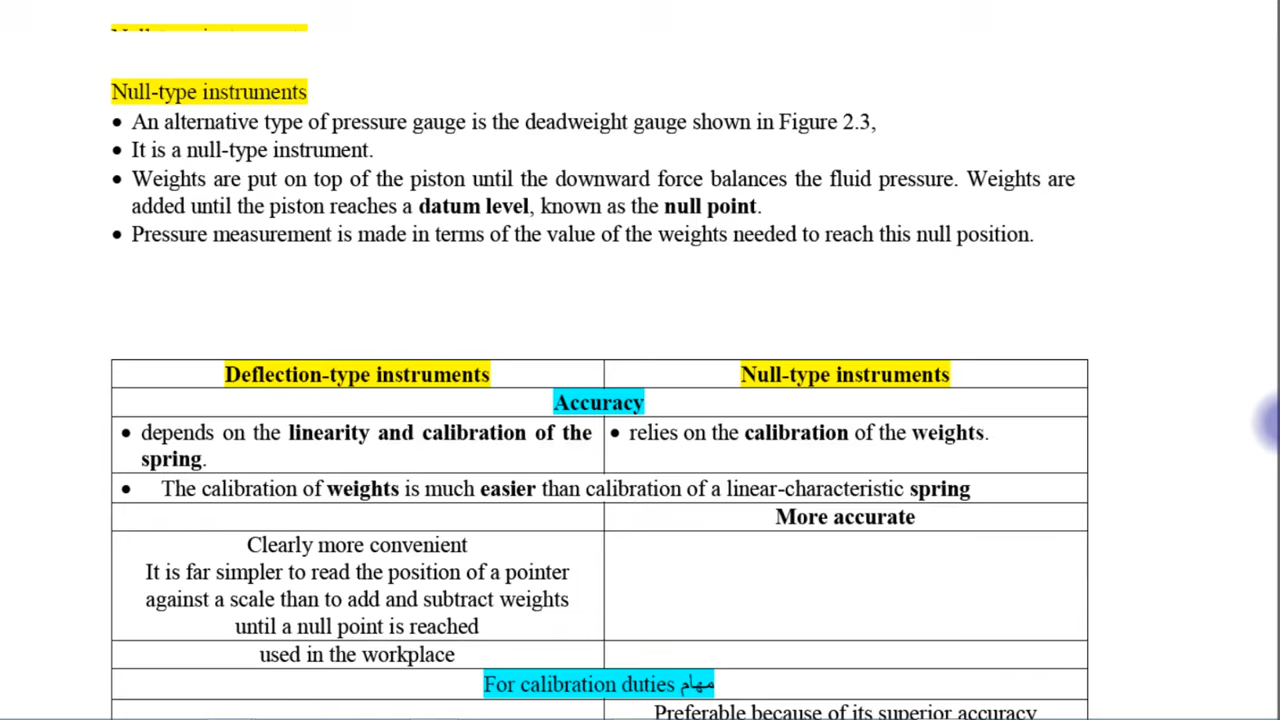 Null-type instruments
• An alternative type of pressure gauge is the deadweight gauge shown in Figure 2.3,
• It is a null-type instrument.
• Weights are put on top of the piston until the downward force balances the fluid pressure. Weights are
added until the piston reaches a datum level, known as the null point.
• Pressure measurement is made in terms of the value of the weights needed to reach this null position.
Deflection-type instruments
Null-type instruments
Accuracy
• depends on the linearity and calibration of the
spring.
• relies on the calibration of the weights.
• The calibration of weights is much easier than calibration of a linear-characteristic spring
More accurate
Clearly more convenient
It is far simpler to read the position of a pointer
against a scale than to add and subtract weights
until a null point is reached
used in the workplace
For calibration duties مهام
Preferable because of its superior accuracy